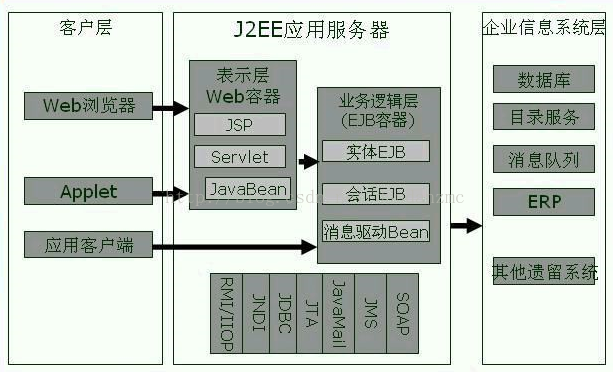 客户层
Web浏览器
Applet
应用客户端
J2EE应用服务器
表示层
Web容器
JSP
Servlet
JavaBean
业务逻辑层
(EJB容器)
实体EJB
会话EJB
消息驱动Bean
RMI/IIOP
JNDI
JDBC
JTA
JavaMail
JMS
SOAP
企业信息系统层
数据库
目录服务
消息队列
ERP
其他遗留系统